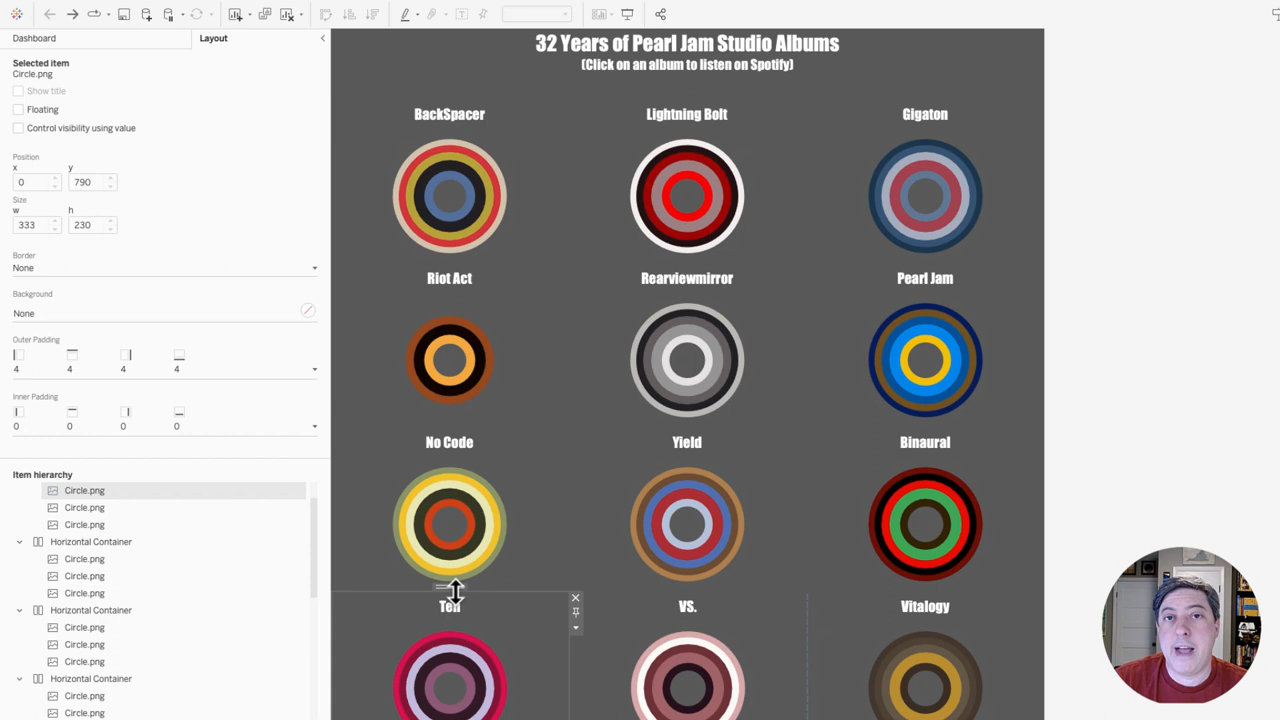 Dashboard
Layout
Selected item
Circle.png
Show title
Floating
Control visibility using value
Position
x y
0 790
Size
w h
333 230
Border
None
Background
None
Outer Padding
4 4 4 4
Inner Padding
0 0 0 0
Item hierarchy
Circle.png
Circle.png
Circle.png
Horizontal Container
Circle.png
Circle.png
Circle.png
Horizontal Container
Circle.png
Circle.png
Circle.png
Horizontal Container
Circle.png
Circle.png
32 Years of Pearl Jam Studio Albums
(Click on an album to listen on Spotify)
BackSpacer Lightning Bolt Gigaton
Riot Act Rearviewmirror Pearl Jam
No Code Yield Binaural
Ten VS. Vitalogy